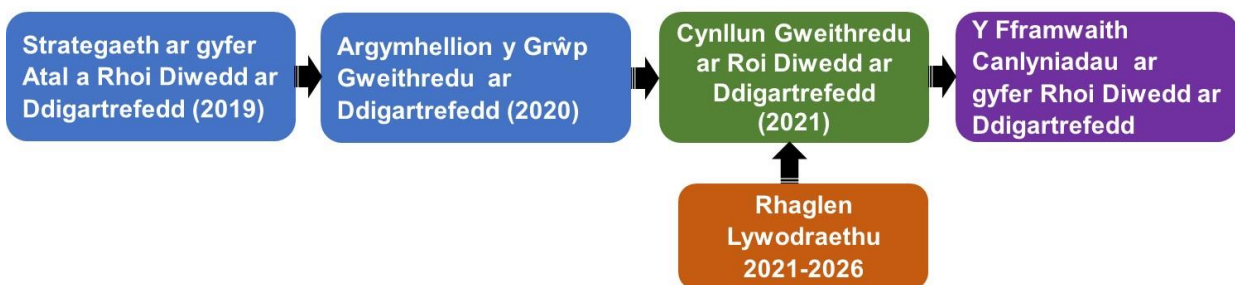 Strategaeth ar gyfer
Atal a Rhoi Diwedd ar
Ddigartrefedd (2019)
Argymhellion y Grŵp
Gweithredu ar
Ddigartrefedd (2020)
Cynllun Gweithredu
ar Roi Diwedd ar
Ddigartrefedd
(2021)
Y Fframwaith
Canlyniadau ar
gyfer Rhoi Diwedd ar
Ddigartrefedd
Rhaglen
Lywodraethu
2021-2026